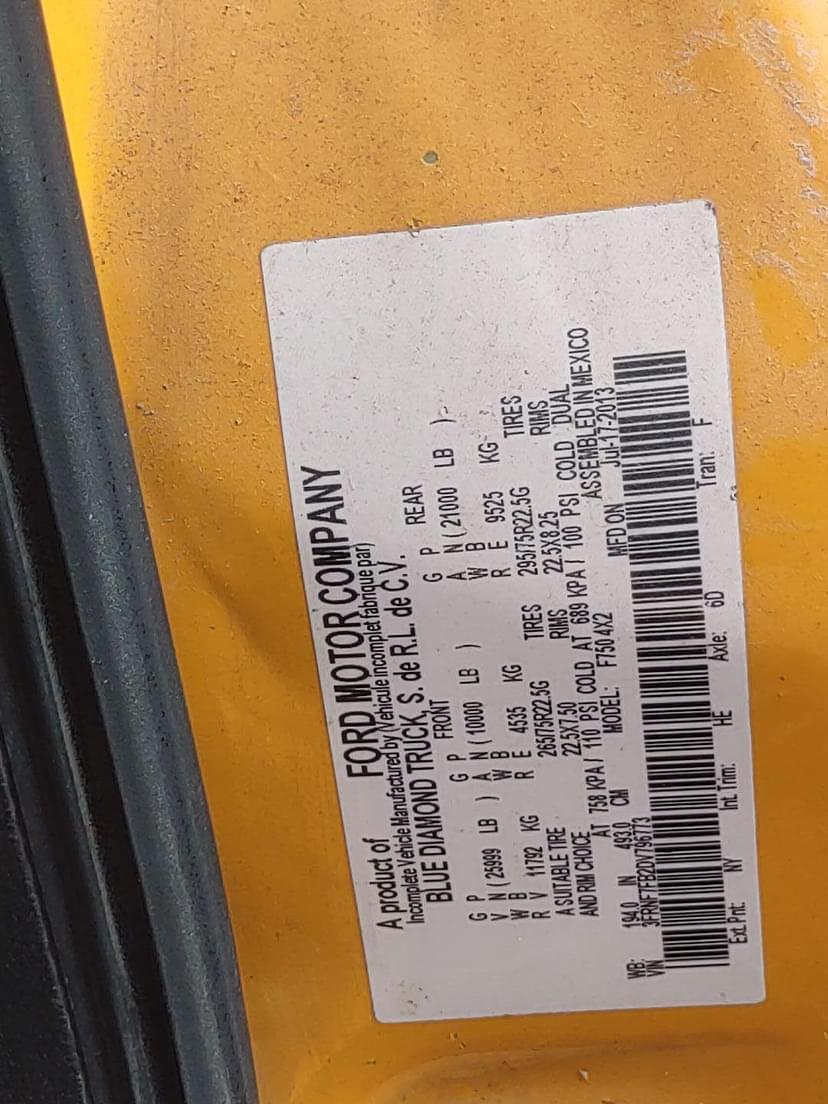 A product of FORD MOTOR COMPANY
Incomplete Vehicle Manufactured by (Vehicule incomplet fabrique par)
BLUE DIAMOND TRUCK, S. de R.L. de C.V.
FRONT REAR
G P G P G P
V N ( 25999 LB ) A N ( 10000 LB ) A N ( 21000 LB )
W B W B W B
R V 11792 KG R E 4535 KG R E 9525 KG
A SUITABLE TIRE 265/75R22.5G TIRES 295/75R22.5G TIRES
AND RIM CHOICE 22.5X7.50 RIMS 22.5X8.25 RIMS
AT 758 KPA / 110 PSI COLD AT 689 KPA / 100 PSI COLD DUAL
WB: 194.0 IN 493.0 CM MODEL: F750 4X2 ASSEMBLED IN MEXICO
VIN 3FRNF7FB2DV796773 MFD ON Jul-17-2013
Ext Pnt: NY Int Trim: HE Axle: 6D Tran: F